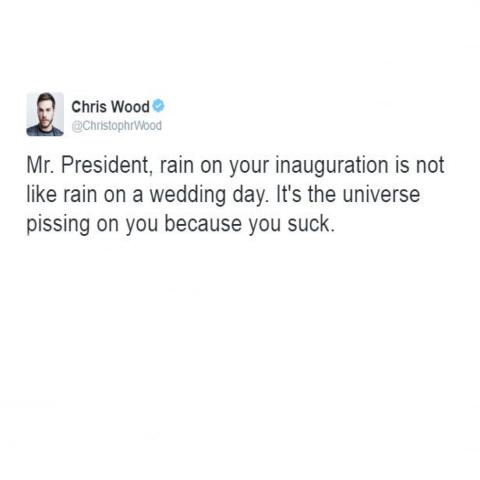 Chris Wood
@ChristophrWood
Mr. President, rain on your inauguration is not
like rain on a wedding day. It's the universe
pissing on you because you suck.